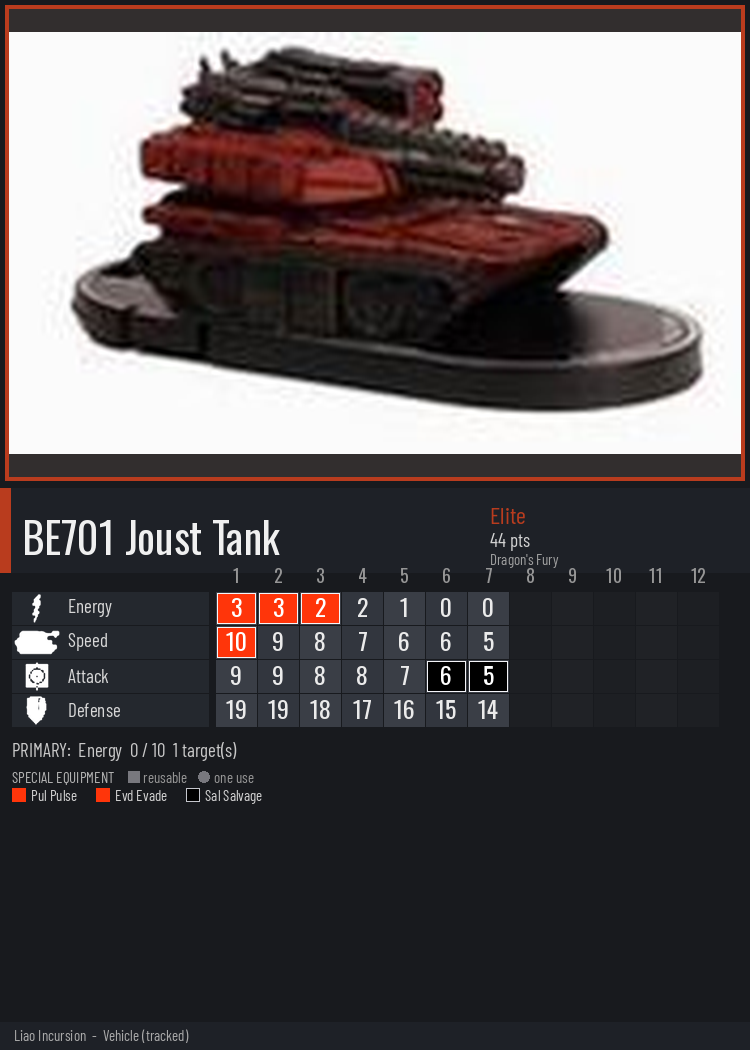 BE701 Joust Tank
Elite
44 pts
Dragon's Fury
1 2 3 4 5 6 7 8 9 10 11 12
Energy 3 3 2 2 1 0 0
Speed 10 9 8 7 6 6 5
Attack 9 9 8 8 7 6 5
Defense 19 19 18 17 16 15 14
PRIMARY: Energy 0 / 10 1 target(s)
SPECIAL EQUIPMENT reusable one use
Pul Pulse Evd Evade Sal Salvage
Liao Incursion - Vehicle (tracked)